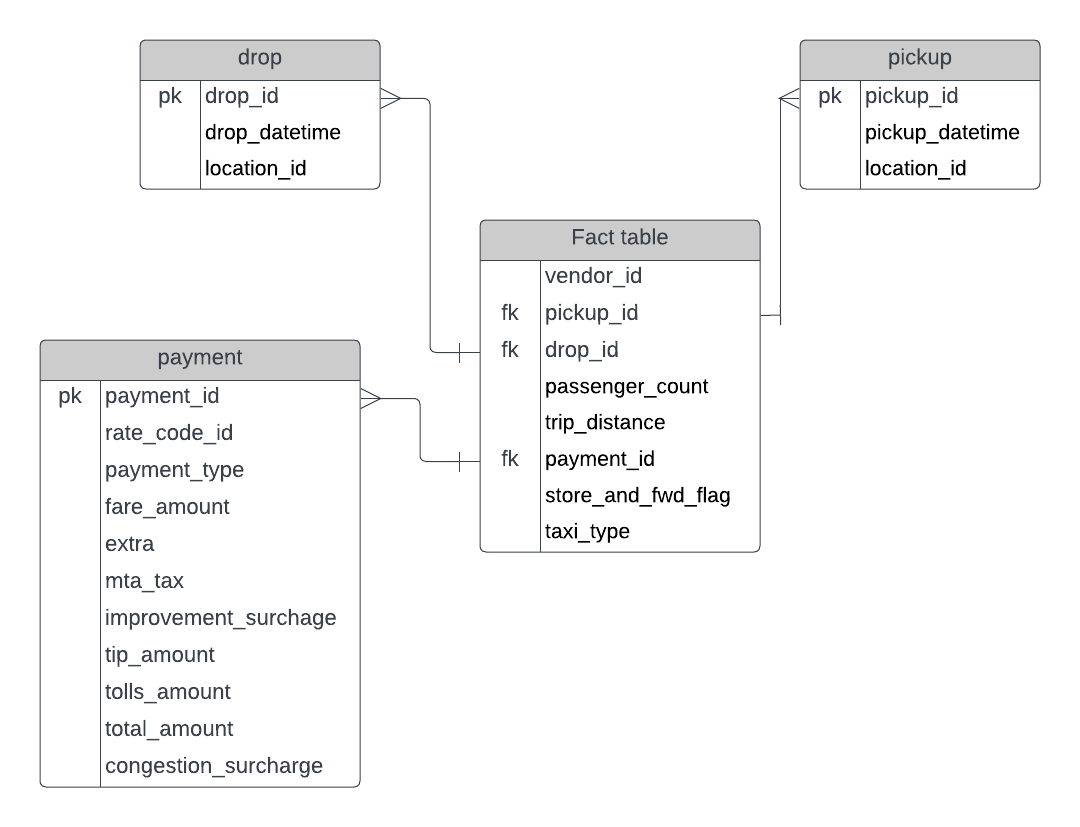 drop
pk drop_id
drop_datetime
location_id
pickup
pk pickup_id
pickup_datetime
location_id
Fact table
vendor_id
fk pickup_id
fk drop_id
passenger_count
trip_distance
fk payment_id
store_and_fwd_flag
taxi_type
payment
pk payment_id
rate_code_id
payment_type
fare_amount
extra
mta_tax
improvement_surchage
tip_amount
tolls_amount
total_amount
congestion_surcharge